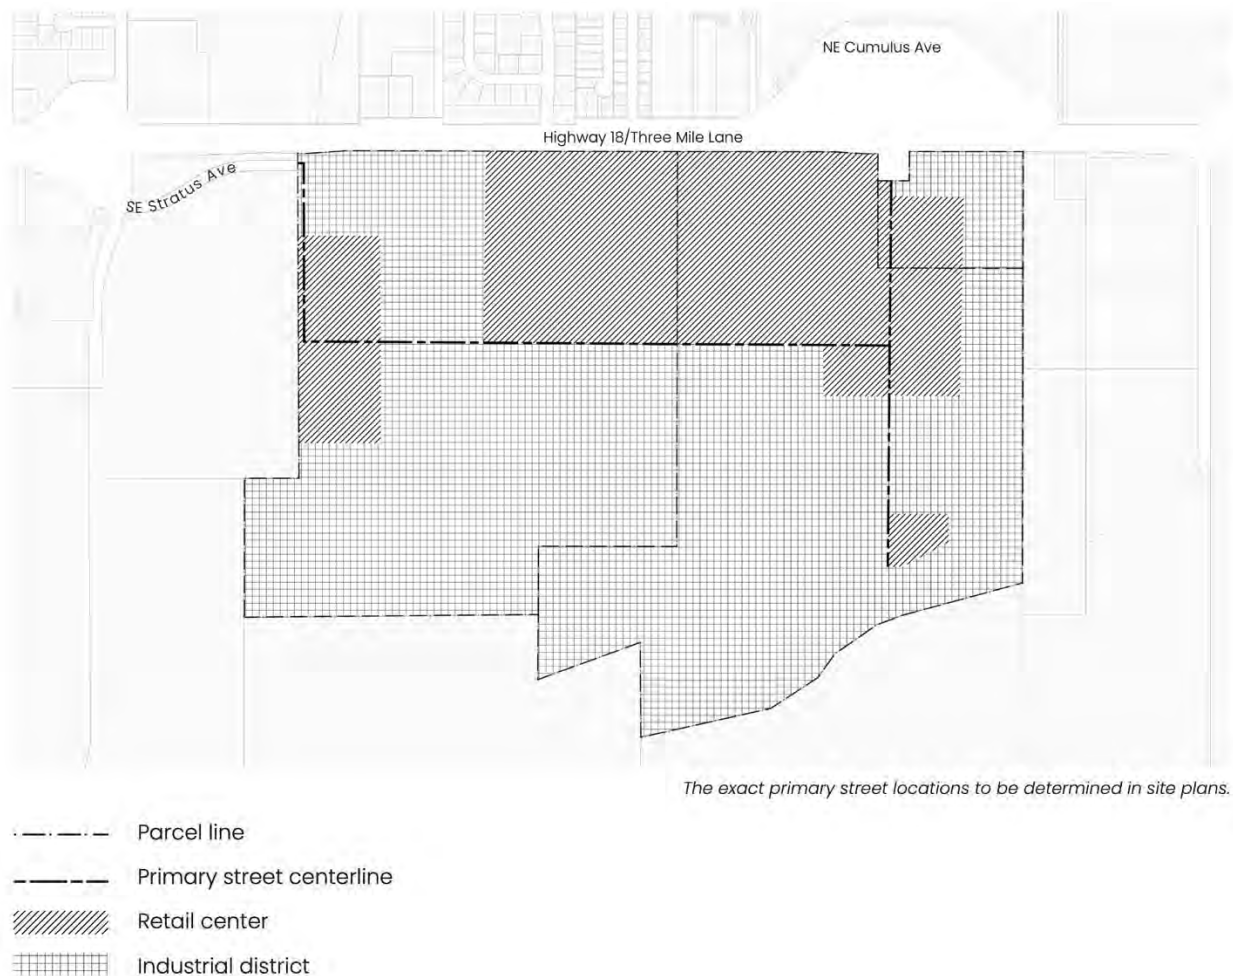 NE Cumulus Ave
Highway 18/Three Mile Lane
SE Stratus Ave
The exact primary street locations to be determined in site plans.
Parcel line
Primary street centerline
Retail center
Industrial district